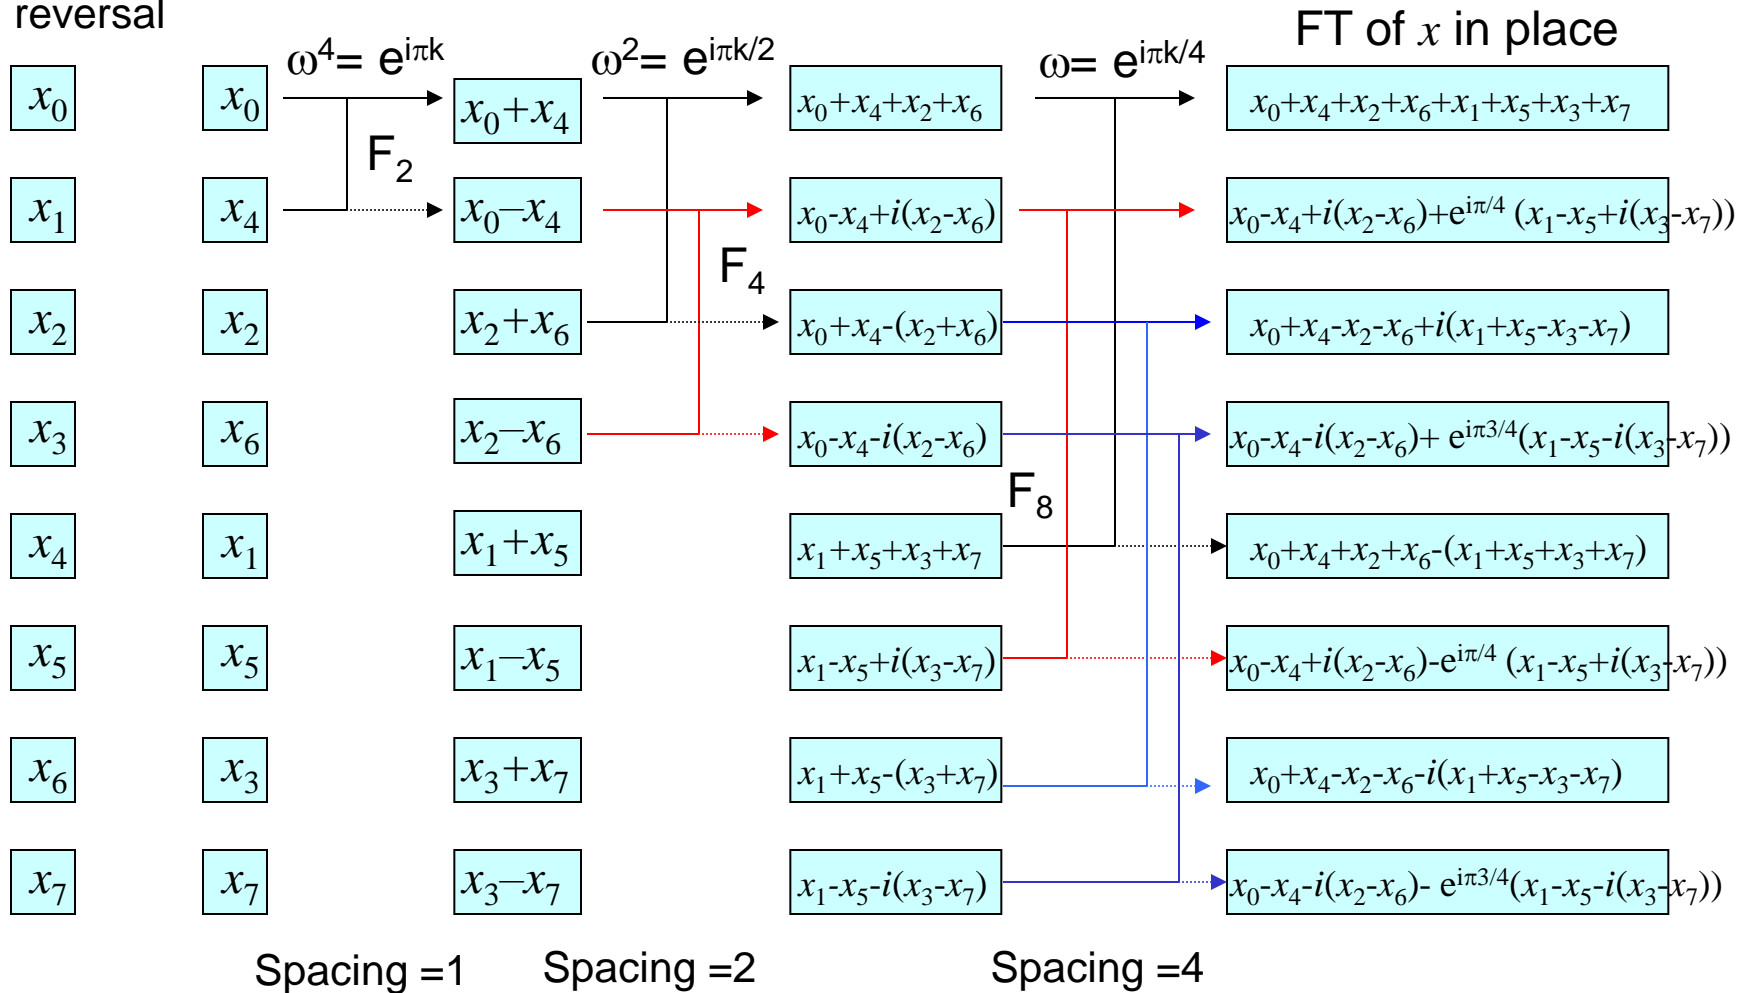 reversal
FT of x in place
ω⁴= e^{iπk}
ω²= e^{iπk/2}
ω= e^{iπk/4}
x₀ x₀ x₀+x₄ x₀+x₄+x₂+x₆ x₀+x₄+x₂+x₆+x₁+x₅+x₃+x₇
F₂
x₁ x₄ x₀–x₄ x₀-x₄+i(x₂-x₆) x₀-x₄+i(x₂-x₆)+e^{iπ/4} (x₁-x₅+i(x₃-x₇))
F₄
x₂ x₂ x₂+x₆ x₀+x₄-(x₂+x₆) x₀+x₄-x₂-x₆+i(x₁+x₅-x₃-x₇)
x₃ x₆ x₂–x₆ x₀-x₄-i(x₂-x₆) x₀-x₄-i(x₂-x₆)+ e^{iπ3/4}(x₁-x₅-i(x₃-x₇))
F₈
x₄ x₁ x₁+x₅ x₁+x₅+x₃+x₇ x₀+x₄+x₂+x₆-(x₁+x₅+x₃+x₇)
x₅ x₅ x₁–x₅ x₁-x₅+i(x₃-x₇) x₀-x₄+i(x₂-x₆)-e^{iπ/4} (x₁-x₅+i(x₃-x₇))
x₆ x₃ x₃+x₇ x₁+x₅-(x₃+x₇) x₀+x₄-x₂-x₆-i(x₁+x₅-x₃-x₇)
x₇ x₇ x₃–x₇ x₁-x₅-i(x₃-x₇) x₀-x₄-i(x₂-x₆)- e^{iπ3/4}(x₁-x₅-i(x₃-x₇))
Spacing =1 Spacing =2 Spacing =4